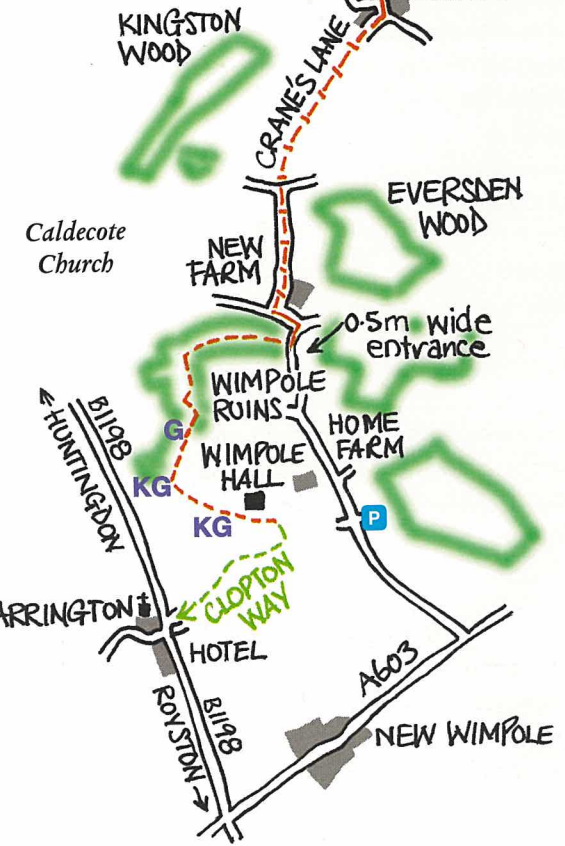 KINGSTON
WOOD
CRANE'S LANE
EVERSDEN
WOOD
Caldecote
Church
NEW
FARM
0.5m wide
entrance
WIMPOLE
RUINS
HOME
FARM
G
WIMPOLE
HALL
KG
KG
P
B1198
HUNTINGDON
CLOPTON
WAY
ARRINGTON
HOTEL
A603
ROYSTON
B1198
NEW WIMPOLE